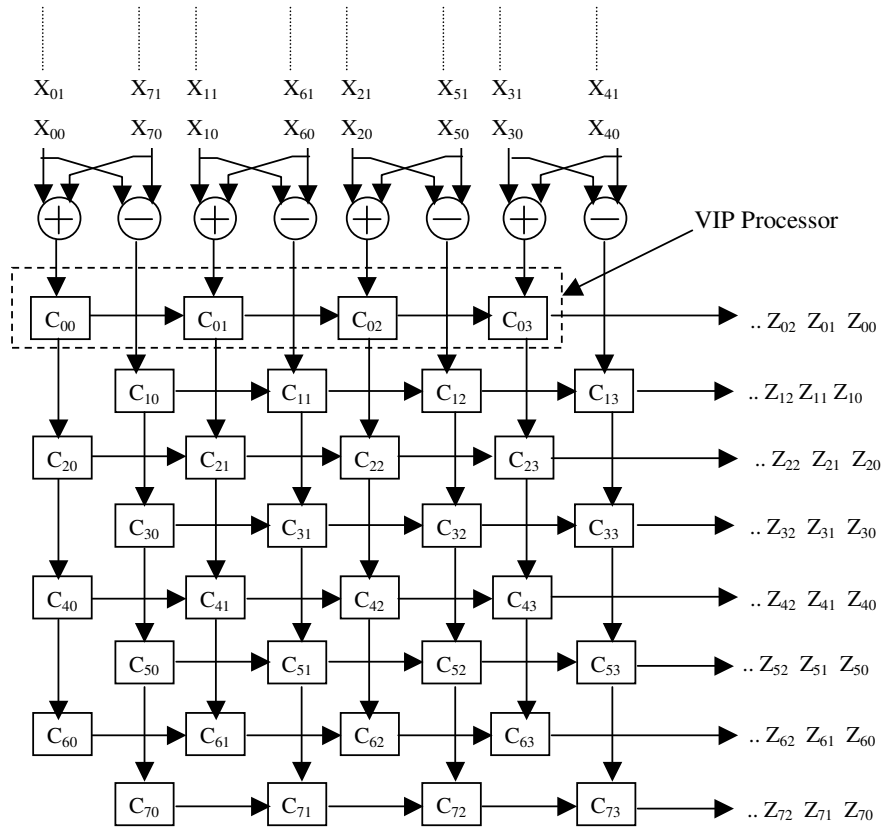 X₀₁ X₇₁ X₁₁ X₆₁ X₂₁ X₅₁ X₃₁ X₄₁
X₀₀ X₇₀ X₁₀ X₆₀ X₂₀ X₅₀ X₃₀ X₄₀
+ − + − + − + −
VIP Processor
C₀₀ C₀₁ C₀₂ C₀₃ .. Z₀₂ Z₀₁ Z₀₀
C₁₀ C₁₁ C₁₂ C₁₃ .. Z₁₂ Z₁₁ Z₁₀
C₂₀ C₂₁ C₂₂ C₂₃ .. Z₂₂ Z₂₁ Z₂₀
C₃₀ C₃₁ C₃₂ C₃₃ .. Z₃₂ Z₃₁ Z₃₀
C₄₀ C₄₁ C₄₂ C₄₃ .. Z₄₂ Z₄₁ Z₄₀
C₅₀ C₅₁ C₅₂ C₅₃ .. Z₅₂ Z₅₁ Z₅₀
C₆₀ C₆₁ C₆₂ C₆₃ .. Z₆₂ Z₆₁ Z₆₀
C₇₀ C₇₁ C₇₂ C₇₃ .. Z₇₂ Z₇₁ Z₇₀